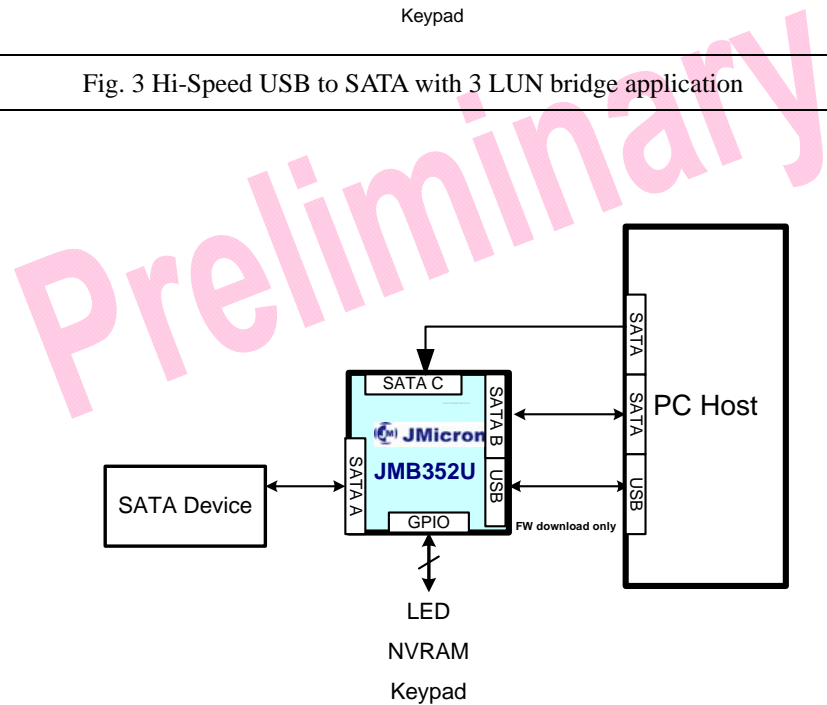 Keypad
Fig. 3 Hi-Speed USB to SATA with 3 LUN bridge application
Preliminary
SATA
SATA C
SATA B
SATA
PC Host
JMicron
JMB352U
SATA A
USB
USB
SATA Device
GPIO
FW download only
LED
NVRAM
Keypad